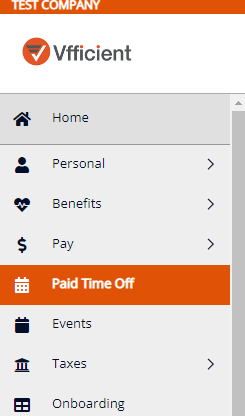 TEST COMPANY
Vfficient
Home
Personal
Benefits
Pay
Paid Time Off
Events
Taxes
Onboarding